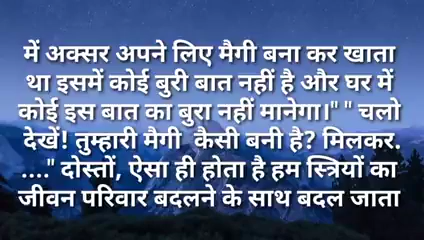 में अक्सर अपने लिए मैगी बना कर खाता
था इसमें कोई बुरी बात नहीं है और घर में
कोई इस बात का बुरा नहीं मानेगा।" " चलो
देखें! तुम्हारी मैगी कैसी बनी है? मिलकर.
...." दोस्तों, ऐसा ही होता है हम स्त्रियों का
जीवन परिवार बदलने के साथ बदल जाता